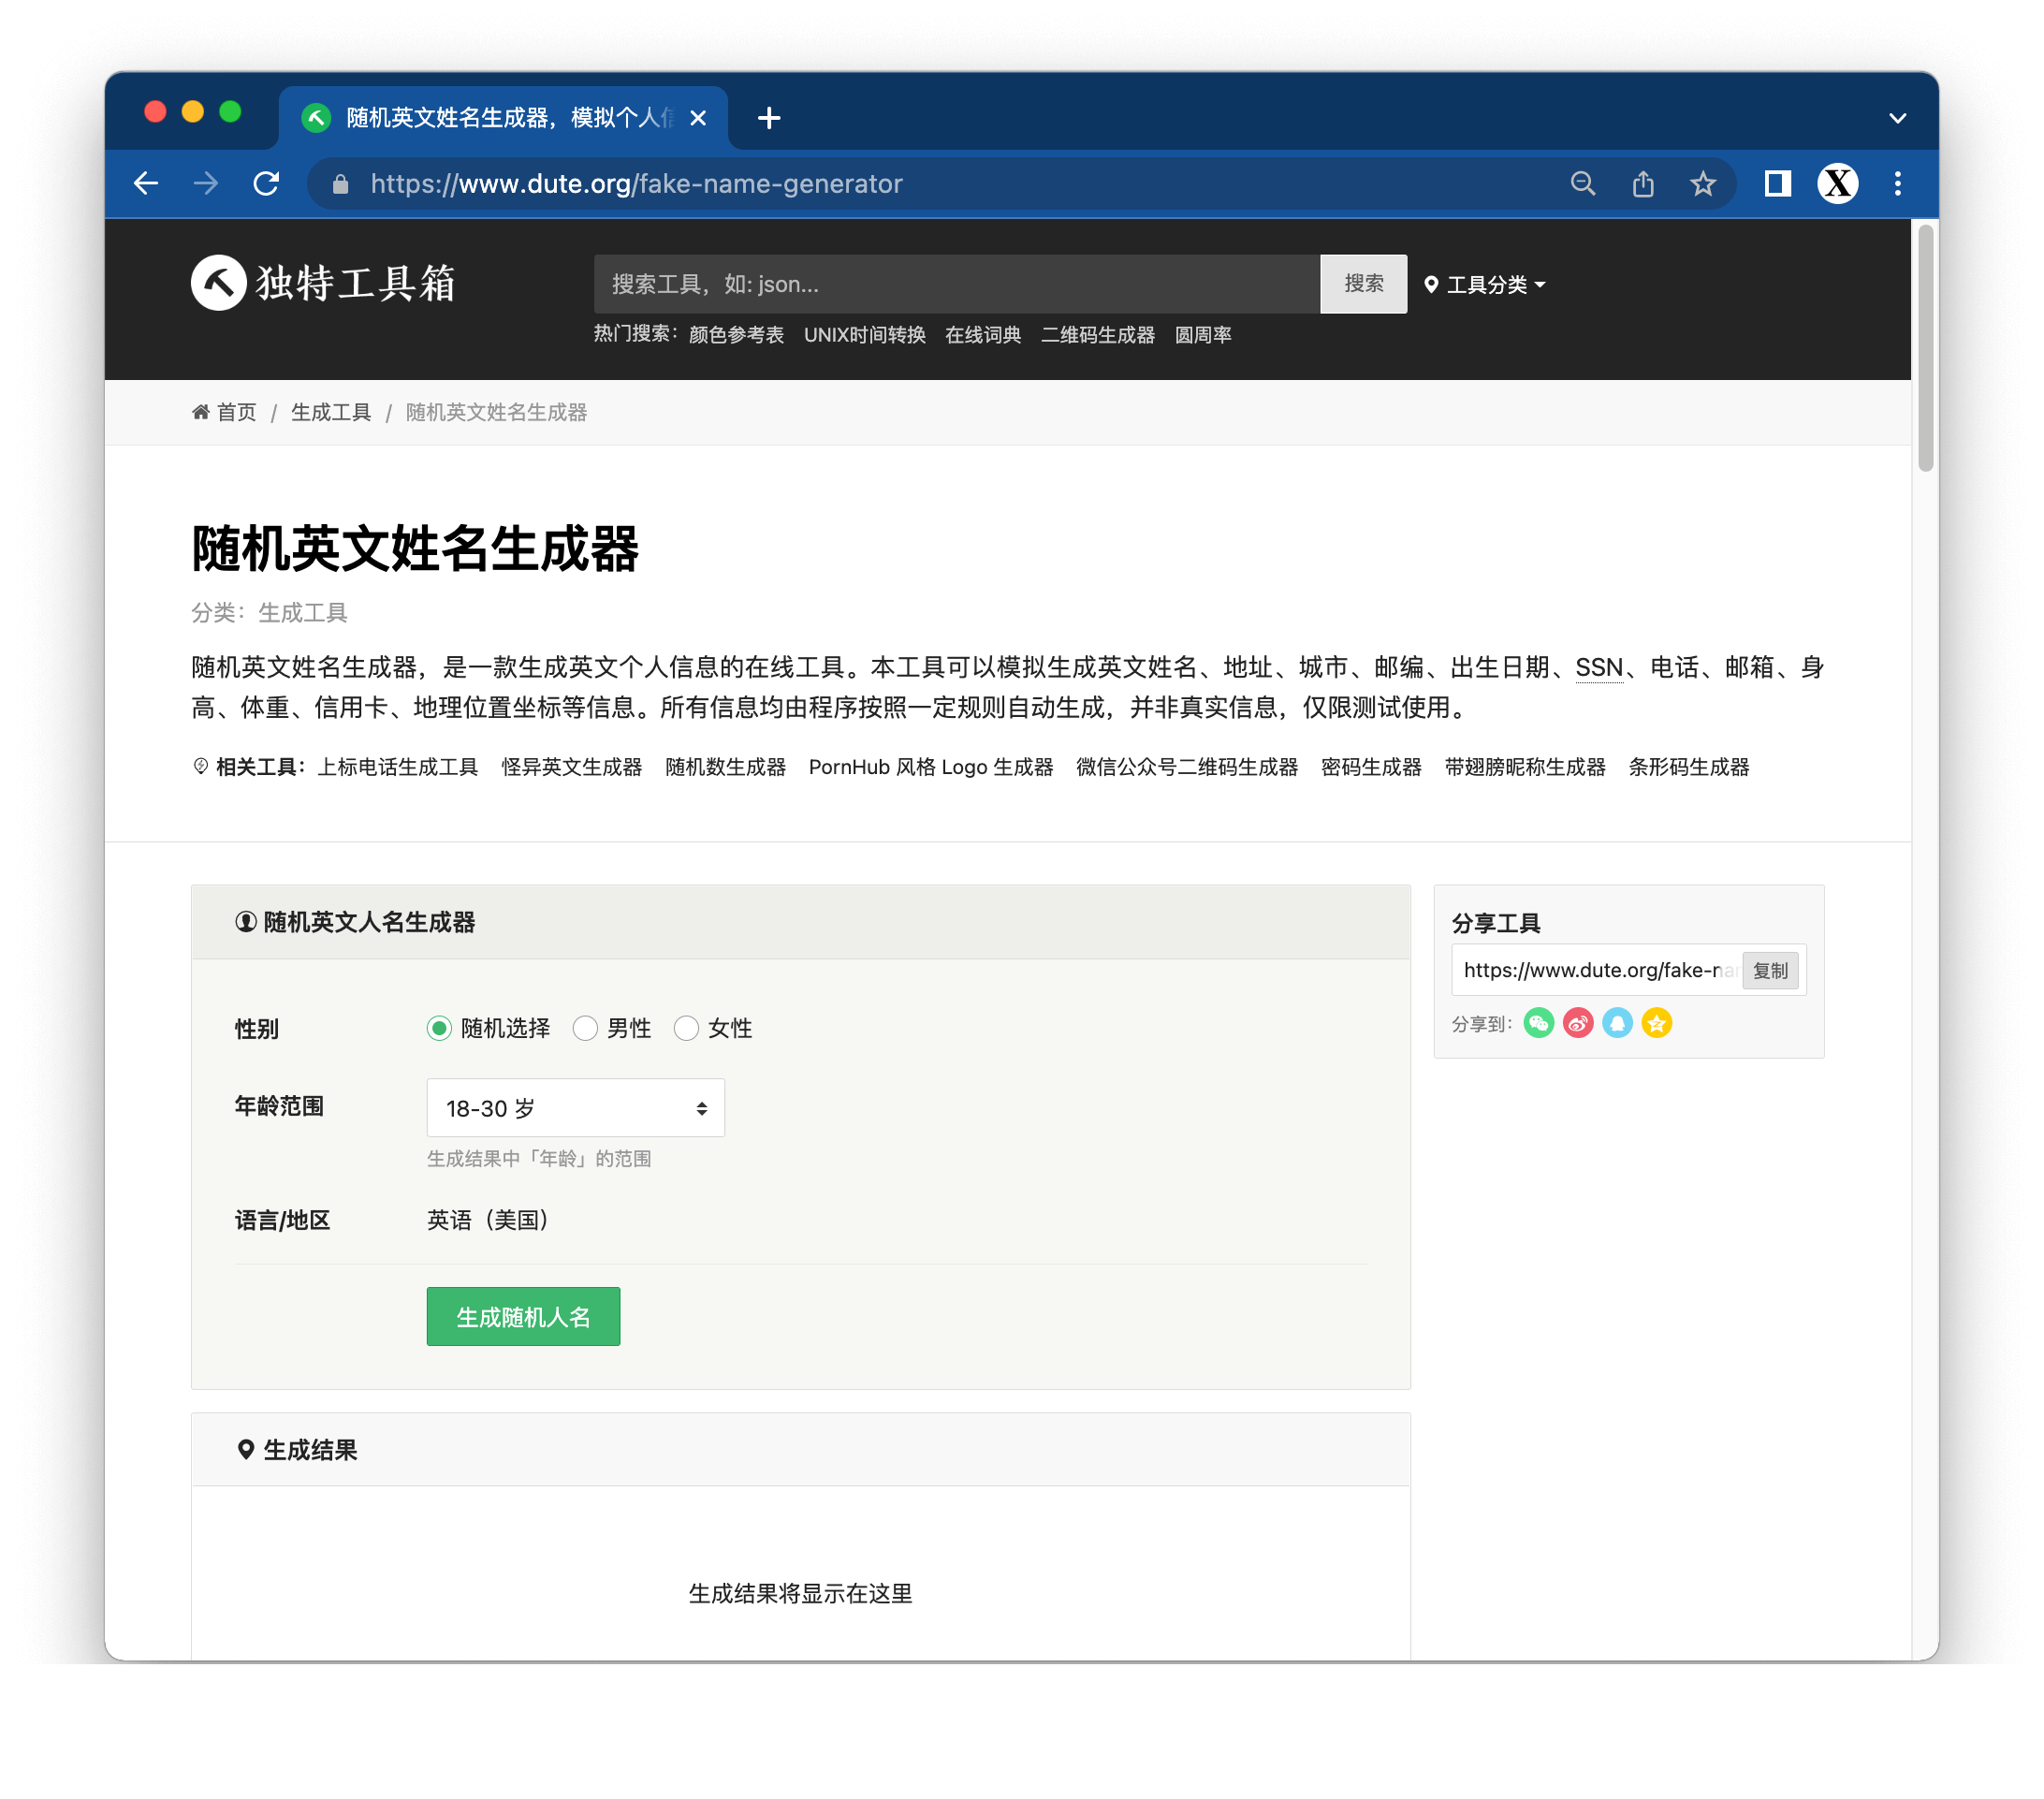 随机英文姓名生成器，模拟个人信
https://www.dute.org/fake-name-generator
X
独特工具箱
搜索工具，如: json...
搜索
工具分类
热门搜索： 颜色参考表 UNIX时间转换 在线词典 二维码生成器 圆周率
首页 / 生成工具 / 随机英文姓名生成器
随机英文姓名生成器
分类： 生成工具
随机英文姓名生成器，是一款生成英文个人信息的在线工具。本工具可以模拟生成英文姓名、地址、城市、邮编、出生日期、SSN、电话、邮箱、身
高、体重、信用卡、地理位置坐标等信息。所有信息均由程序按照一定规则自动生成，并非真实信息，仅限测试使用。
相关工具： 上标电话生成工具 怪异英文生成器 随机数生成器 PornHub 风格 Logo 生成器 微信公众号二维码生成器 密码生成器 带翅膀昵称生成器 条形码生成器
随机英文人名生成器
性别 随机选择 男性 女性
年龄范围 18-30 岁
生成结果中「年龄」的范围
语言/地区 英语（美国）
生成随机人名
分享工具
https://www.dute.org/fake-nar 复制
分享到：
生成结果
生成结果将显示在这里